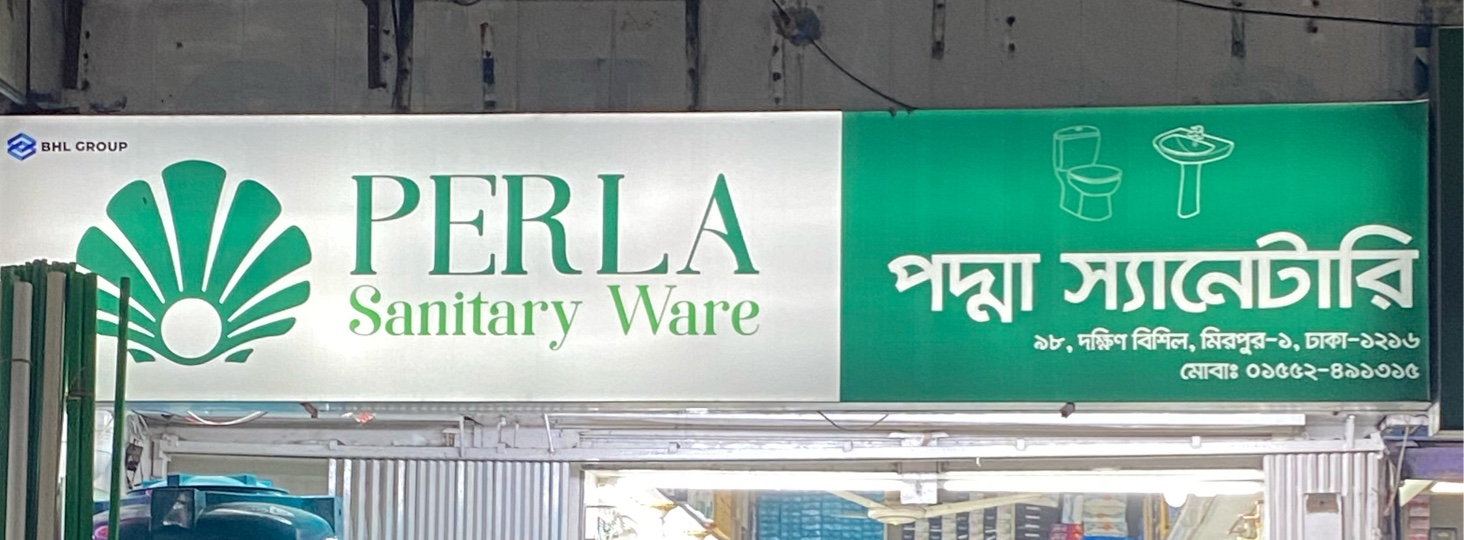 BHL GROUP
PERLA
Sanitary Ware
পদ্মা স্যানেটারি
৯৮, দক্ষিণ বিশিল, মিরপুর-১, ঢাকা-১২১৬
মোবাঃ ০১৫৫২-৪৯১৩১৫